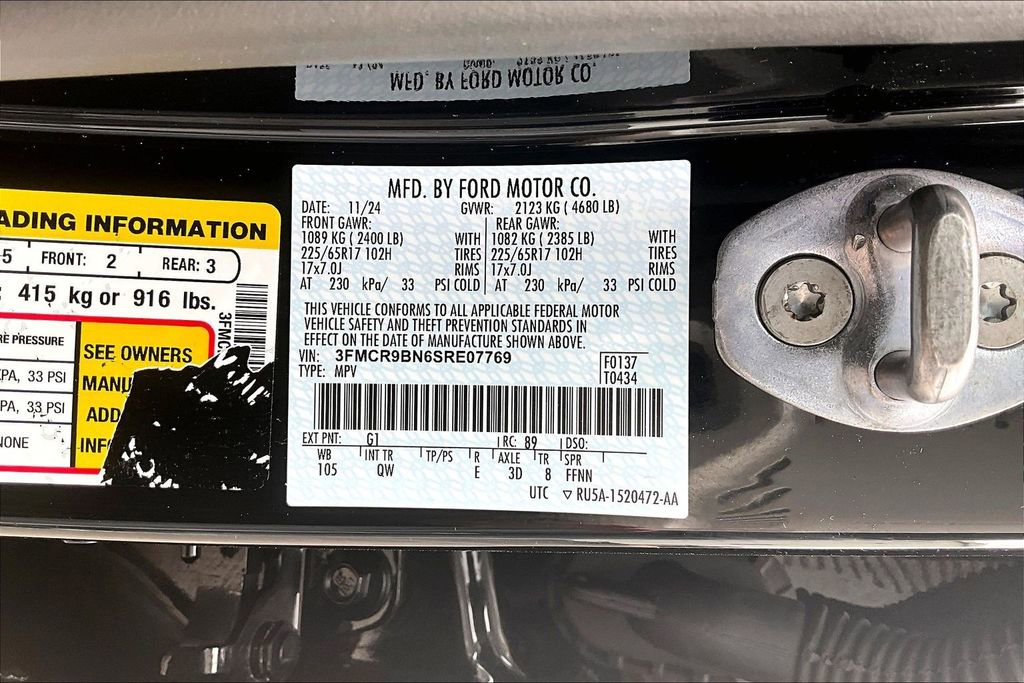 MFD. BY FORD MOTOR CO.
ADING INFORMATION
5 FRONT: 2 REAR: 3
: 415 kg or 916 lbs.
E PRESSURE
KPA, 33 PSI
PA, 33 PSI
NONE
SEE OWNERS
MANU
ADD
INF
3FMC
MFD. BY FORD MOTOR CO.
DATE: 11/24 GVWR: 2123 KG ( 4680 LB)
FRONT GAWR: REAR GAWR:
1089 KG ( 2400 LB) WITH 1082 KG ( 2385 LB) WITH
225/65R17 102H TIRES 225/65R17 102H TIRES
17x7.0J RIMS 17x7.0J RIMS
AT 230 kPa/ 33 PSI COLD AT 230 kPa/ 33 PSI COLD
THIS VEHICLE CONFORMS TO ALL APPLICABLE FEDERAL MOTOR
VEHICLE SAFETY AND THEFT PREVENTION STANDARDS IN
EFFECT ON THE DATE OF MANUFACTURE SHOWN ABOVE.
VIN: 3FMCR9BN6SRE07769 F0137
TYPE: MPV T0434
EXT PNT: G1 RC: 89 DSO:
WB INT TR TP/PS R AXLE TR SPR
105 QW E 3D 8 FFNN
UTC ▽ RU5A-1520472-AA